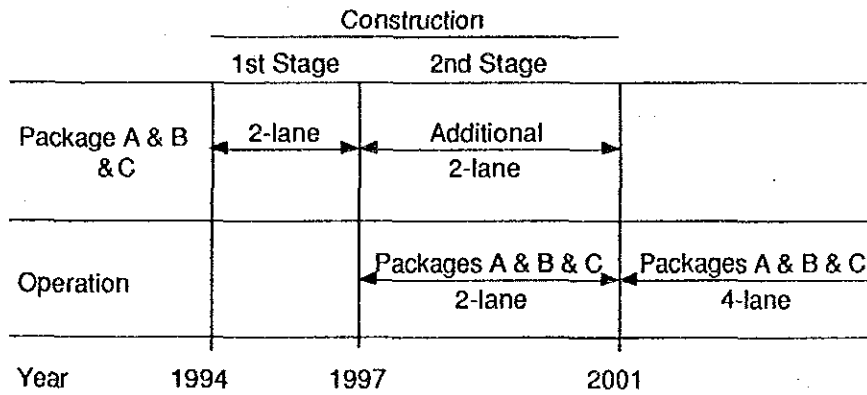 Construction
1st Stage 2nd Stage
Package A & B
& C
2-lane
Additional
2-lane
Operation
Packages A & B & C
2-lane
Packages A & B & C
4-lane
Year 1994 1997 2001